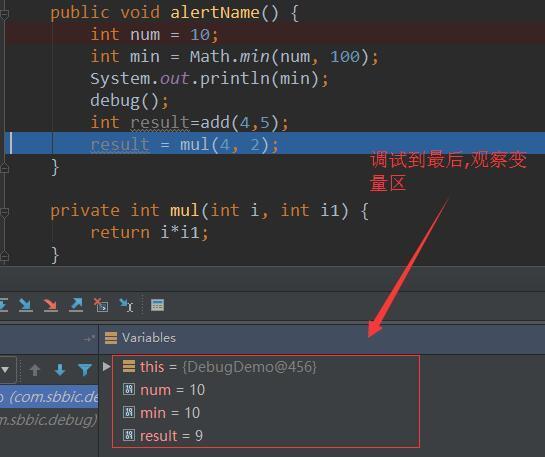 public void alertName() {
int num = 10;
int min = Math.min(num, 100);
System.out.println(min);
debug();
int result=add(4,5);
result = mul(4, 2);
}
调试到最后,观察变
量区
private int mul(int i, int i1) {
return i*i1;
}
Variables
this = {DebugDemo@456}
num = 10
(com.sbbic.de
min = 10
m.sbbic.debug)
result = 9